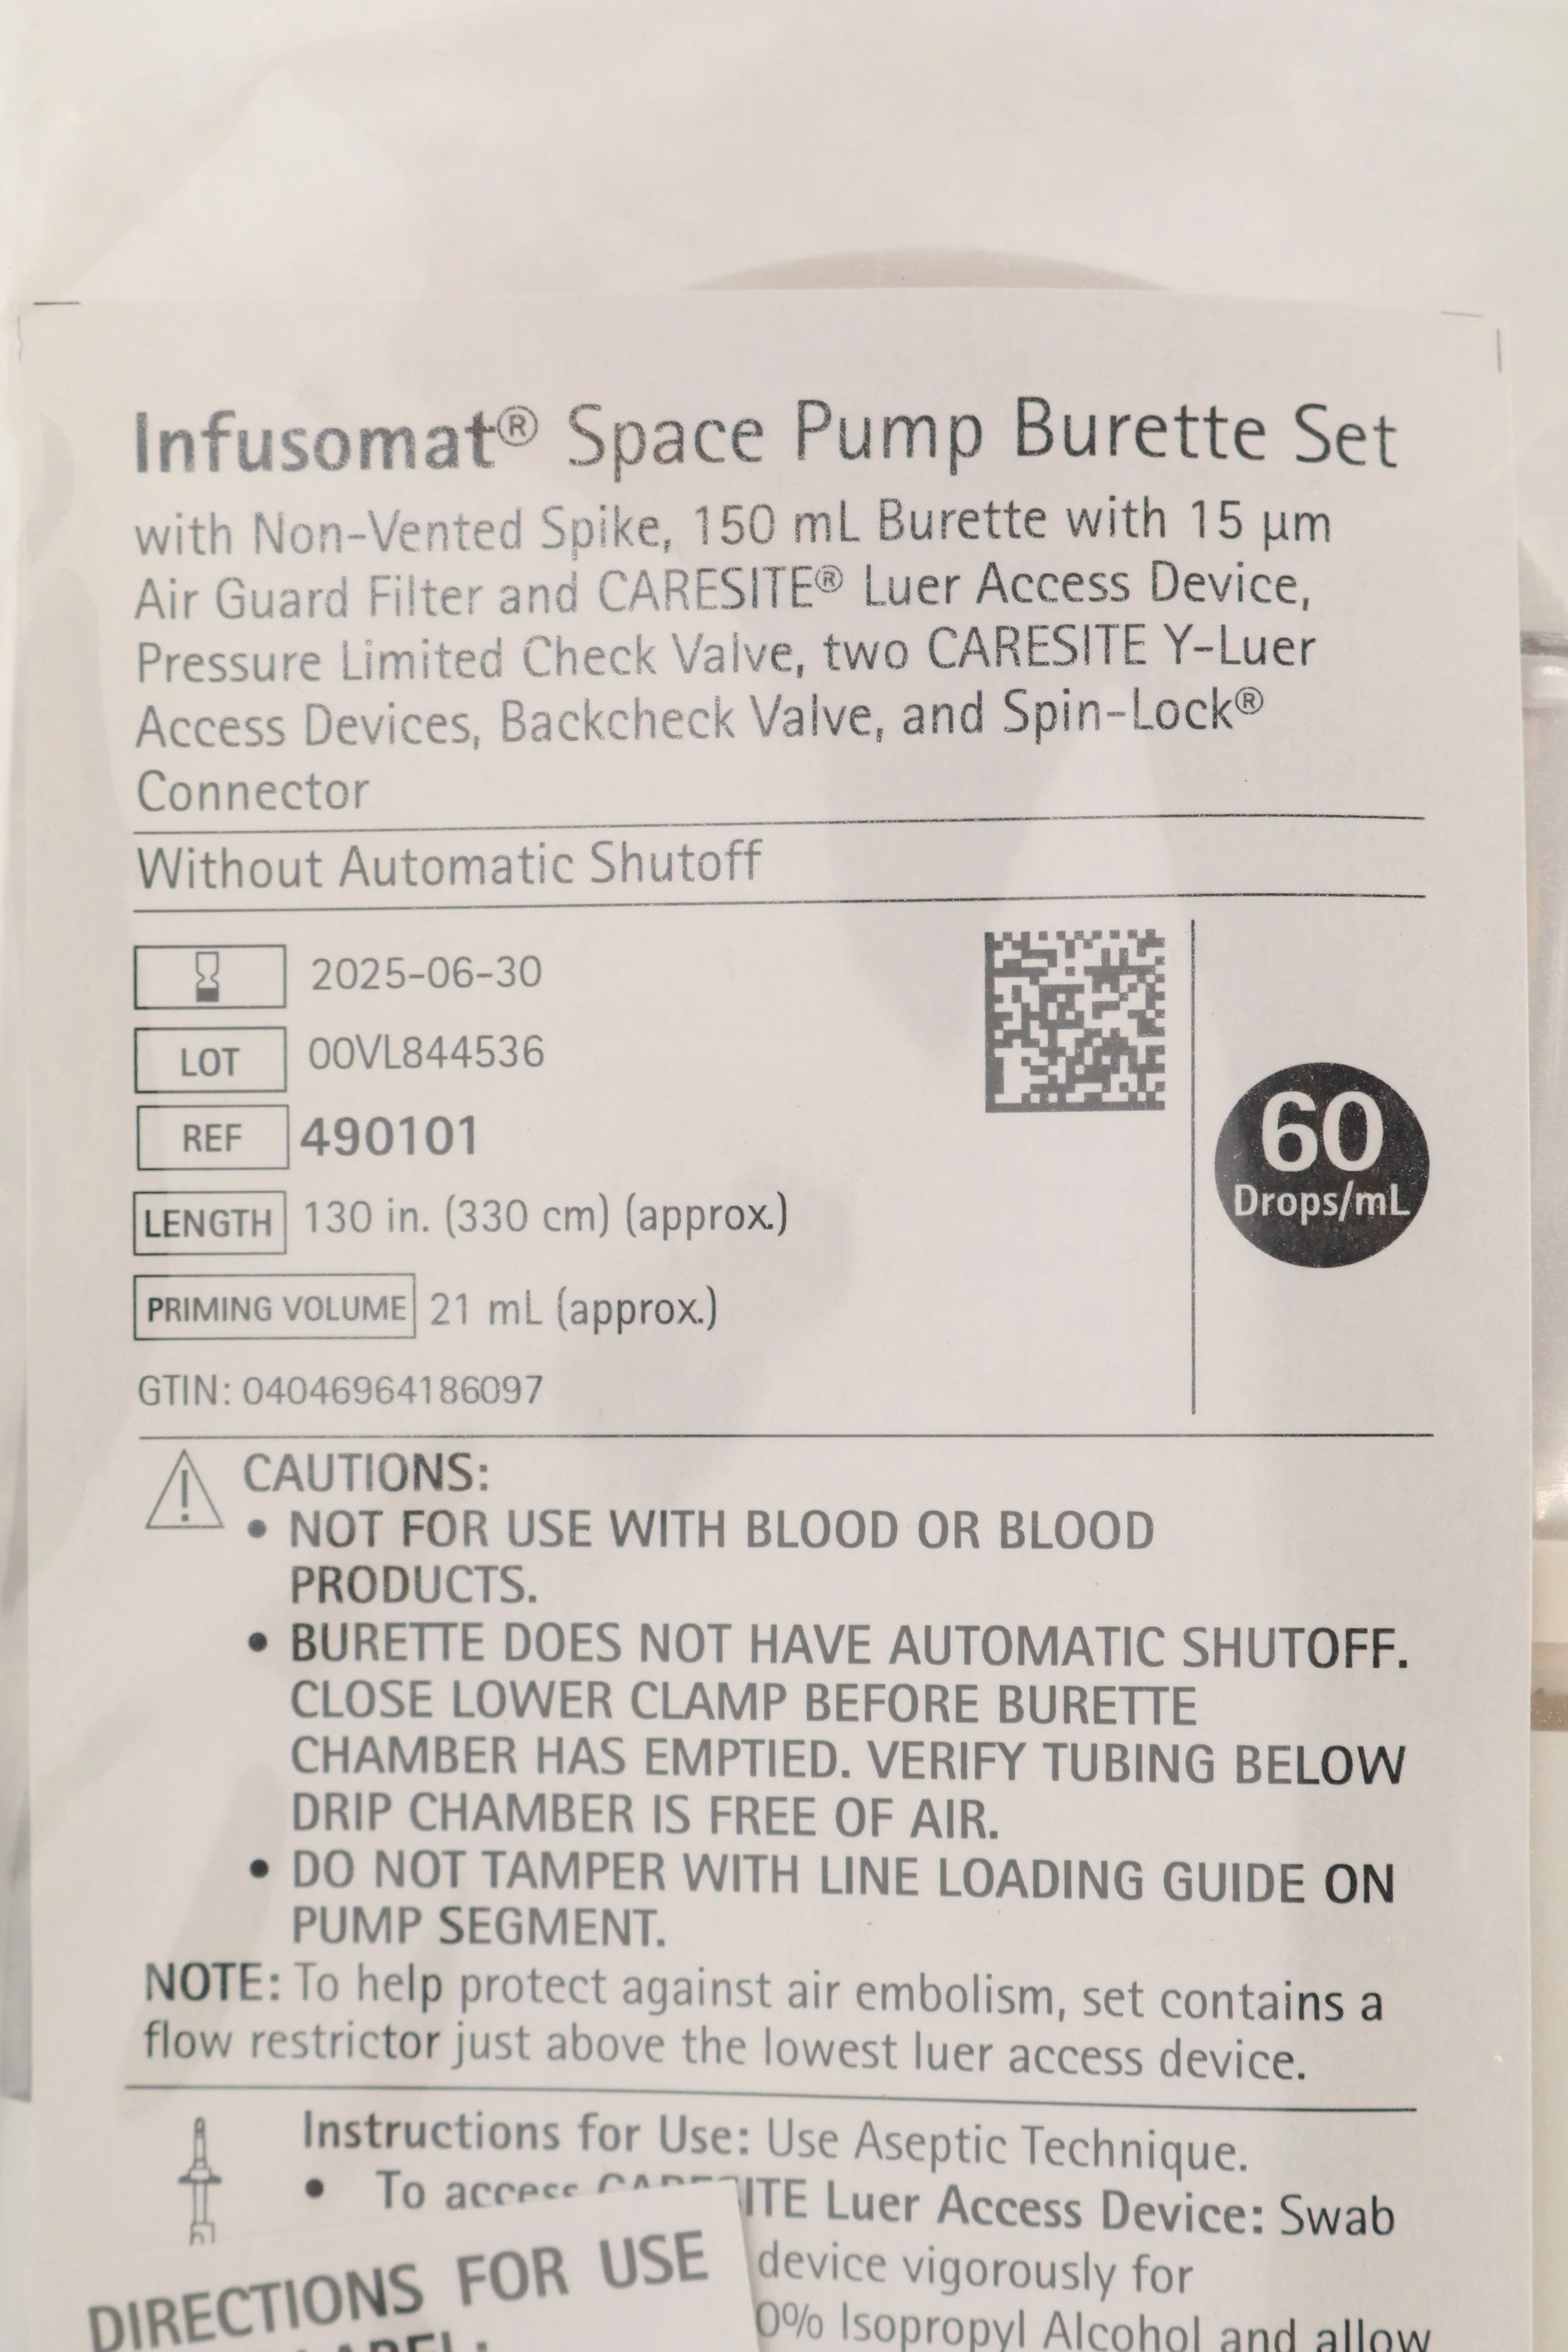 Infusomat® Space Pump Burette Set
with Non-Vented Spike, 150 mL Burette with 15 µm
Air Guard Filter and CARESITE® Luer Access Device,
Pressure Limited Check Valve, two CARESITE Y-Luer
Access Devices, Backcheck Valve, and Spin-Lock®
Connector
Without Automatic Shutoff
2025-06-30
LOT 00VL844536
REF 490101
LENGTH 130 in. (330 cm) (approx.)
PRIMING VOLUME 21 mL (approx.)
GTIN: 04046964186097
60
Drops/mL
CAUTIONS:
• NOT FOR USE WITH BLOOD OR BLOOD
PRODUCTS.
• BURETTE DOES NOT HAVE AUTOMATIC SHUTOFF.
CLOSE LOWER CLAMP BEFORE BURETTE
CHAMBER HAS EMPTIED. VERIFY TUBING BELOW
DRIP CHAMBER IS FREE OF AIR.
• DO NOT TAMPER WITH LINE LOADING GUIDE ON
PUMP SEGMENT.
NOTE: To help protect against air embolism, set contains a
flow restrictor just above the lowest luer access device.
Instructions for Use: Use Aseptic Technique.
• To access Luer Access Device: Swab
device vigorously for
0% Isopropyl Alcohol and allow
DIRECTIONS FOR USE